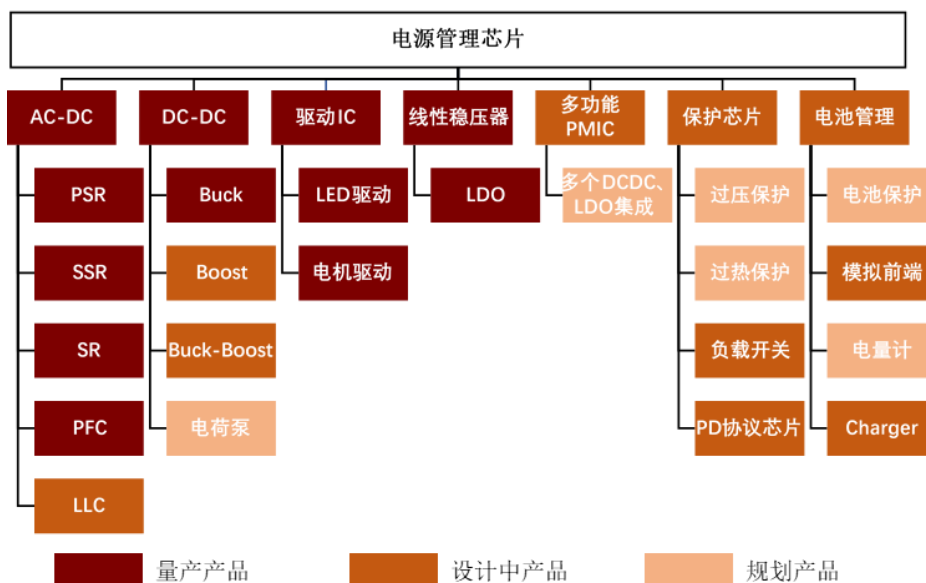 电源管理芯片
AC-DC
DC-DC
驱动IC
线性稳压器
多功能
PMIC
保护芯片
电池管理
PSR
Buck
LED驱动
LDO
多个DCDC、
LDO集成
过压保护
电池保护
SSR
Boost
电机驱动
过热保护
模拟前端
SR
Buck-Boost
负载开关
电量计
PFC
电荷泵
PD协议芯片
Charger
LLC
量产产品
设计中产品
规划产品